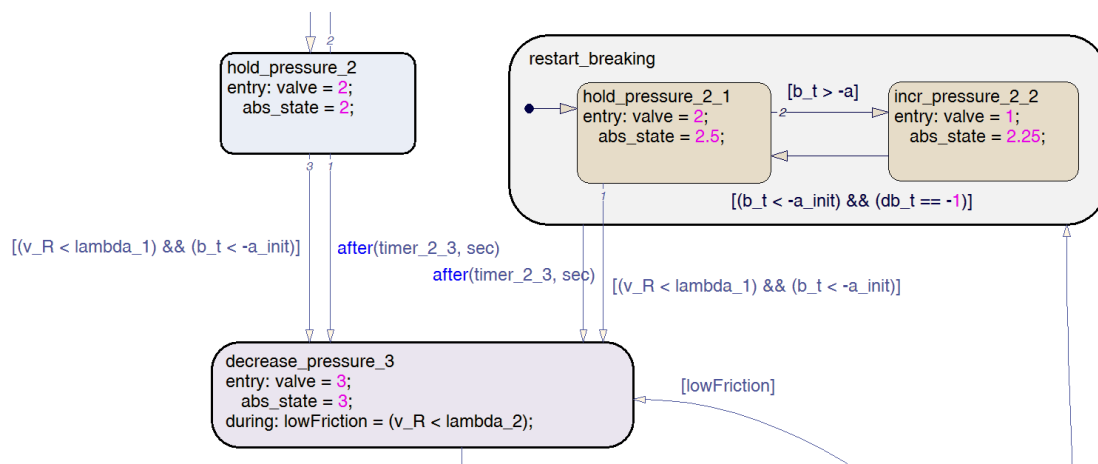 2
hold_pressure_2
entry: valve = 2;
abs_state = 2;
3 1
restart_breaking
hold_pressure_2_1
entry: valve = 2;
abs_state = 2.5;
2
[b_t > -a]
incr_pressure_2_2
entry: valve = 1;
abs_state = 2.25;
1
[(b_t < -a_init) && (db_t == -1)]
[(v_R < lambda_1) && (b_t < -a_init)]
after(timer_2_3, sec)
after(timer_2_3, sec)
[(v_R < lambda_1) && (b_t < -a_init)]
decrease_pressure_3
entry: valve = 3;
abs_state = 3;
during: lowFriction = (v_R < lambda_2);
[lowFriction]